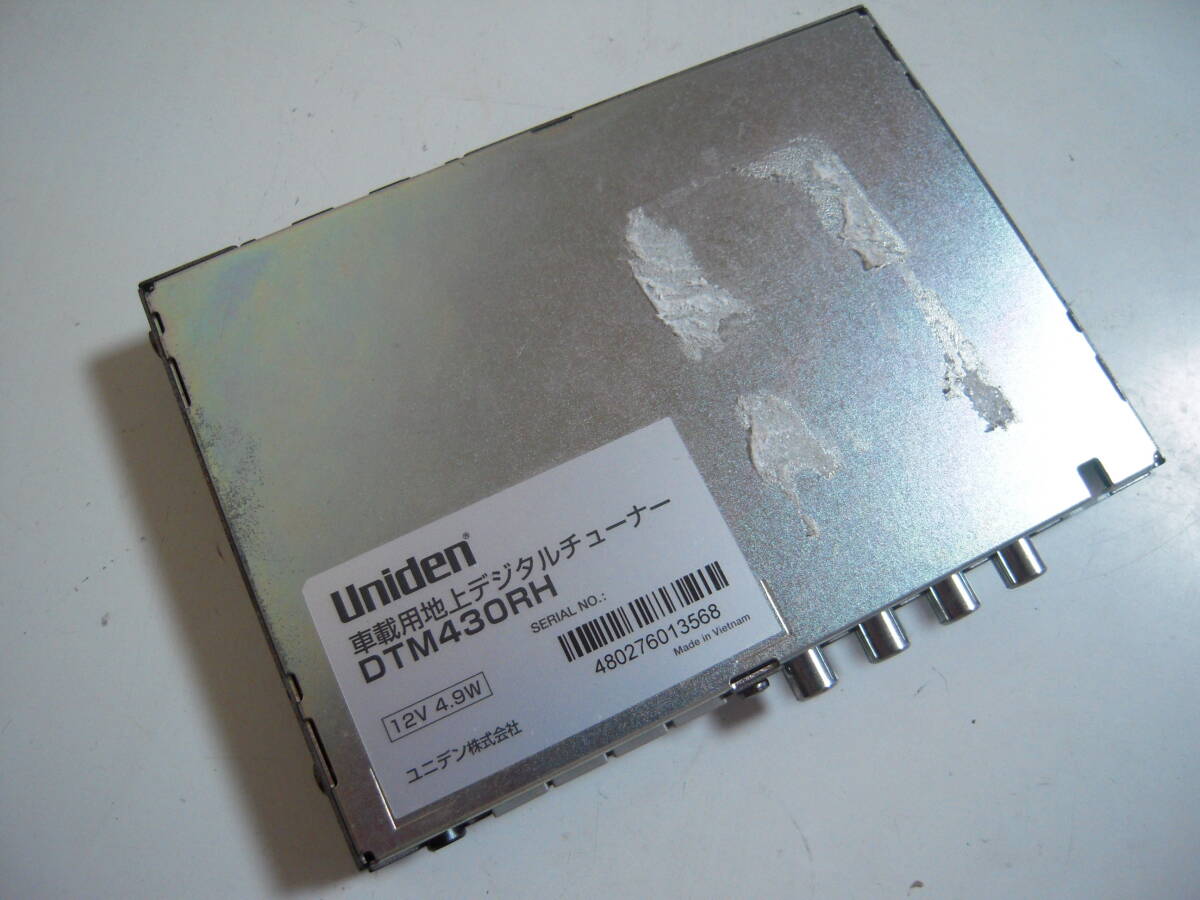 Uniden®
車載用地上デジタルチューナー
DTM430RH
SERIAL NO.:
480276013568
Made in Vietnam
12V 4.9W
ユニデン株式会社